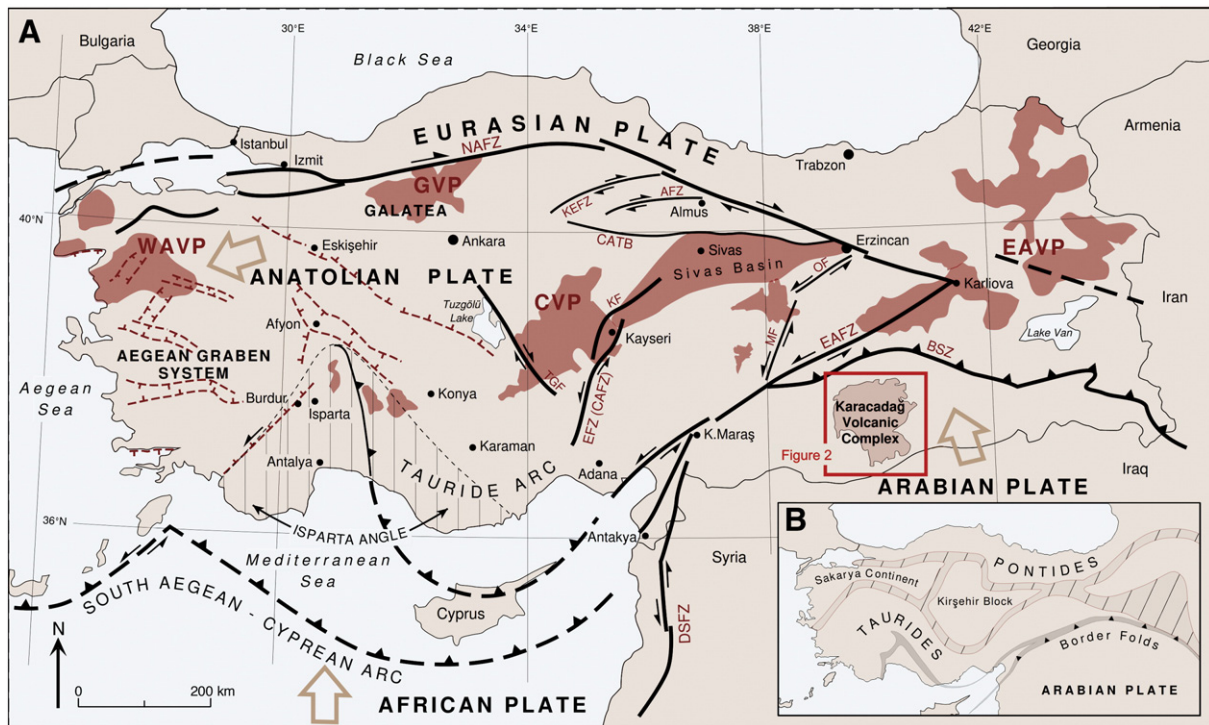 A
Bulgaria
30°E
34°E
38°E
42°E
Georgia
Black Sea
Armenia
EURASIAN PLATE
Istanbul
Izmit
NAFZ
Trabzon
GVP
GALATEA
KEFZ
AFZ
Almus
40°N
CATB
Erzincan
WAVP
Eskişehir
Ankara
Sivas
Sivas Basin
EAVP
ANATOLIAN PLATE
OF
Karliova
Iran
Tuzgölü
Lake
CVP
KF
Kayseri
Lake Van
Afyon
MF
EAFZ
BSZ
AEGEAN GRABEN
SYSTEM
TGF
Aegean
Sea
Burdur
Isparta
Konya
EFZ (CAFZ)
Karacadağ
Volcanic
Complex
K.Maraş
Figure 2
Karaman
Antalya
Adana
Iraq
TAURIDE ARC
ARABIAN PLATE
36°N
ISPARTA ANGLE
Antakya
Mediterranean
Sea
Syria
SOUTH AEGEAN - CYPREAN ARC
Cyprus
DSFZ
N
0
200 km
AFRICAN PLATE
B
PONTIDES
Sakarya Continent
Kirşehir Block
TAURIDES
Border Folds
ARABIAN PLATE